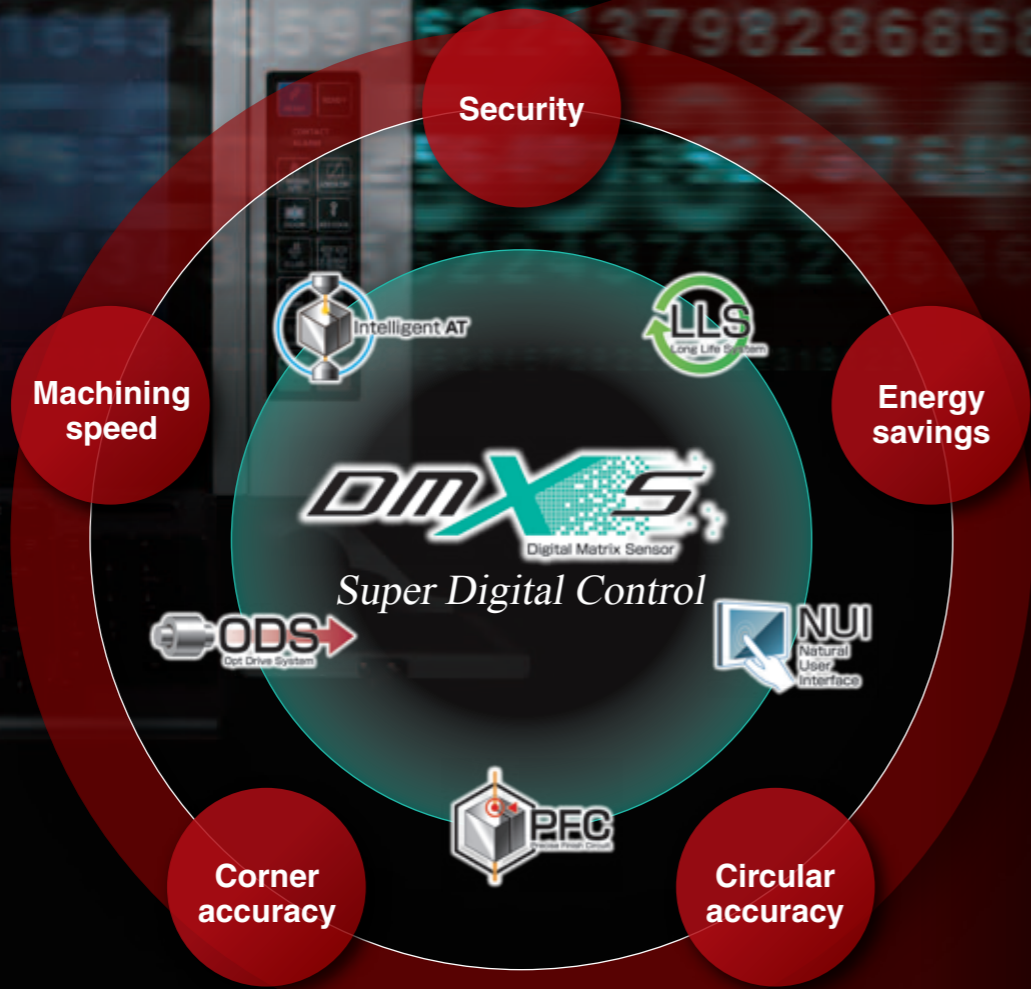 Security
Intelligent AT
LLS
Long Life System
Machining
speed
Energy
savings
DMXS
Digital Matrix Sensor
Super Digital Control
ODS
Opt Drive System
NUI
Natural
User
Interface
PFC
Precise Finish Circuit
Corner
accuracy
Circular
accuracy